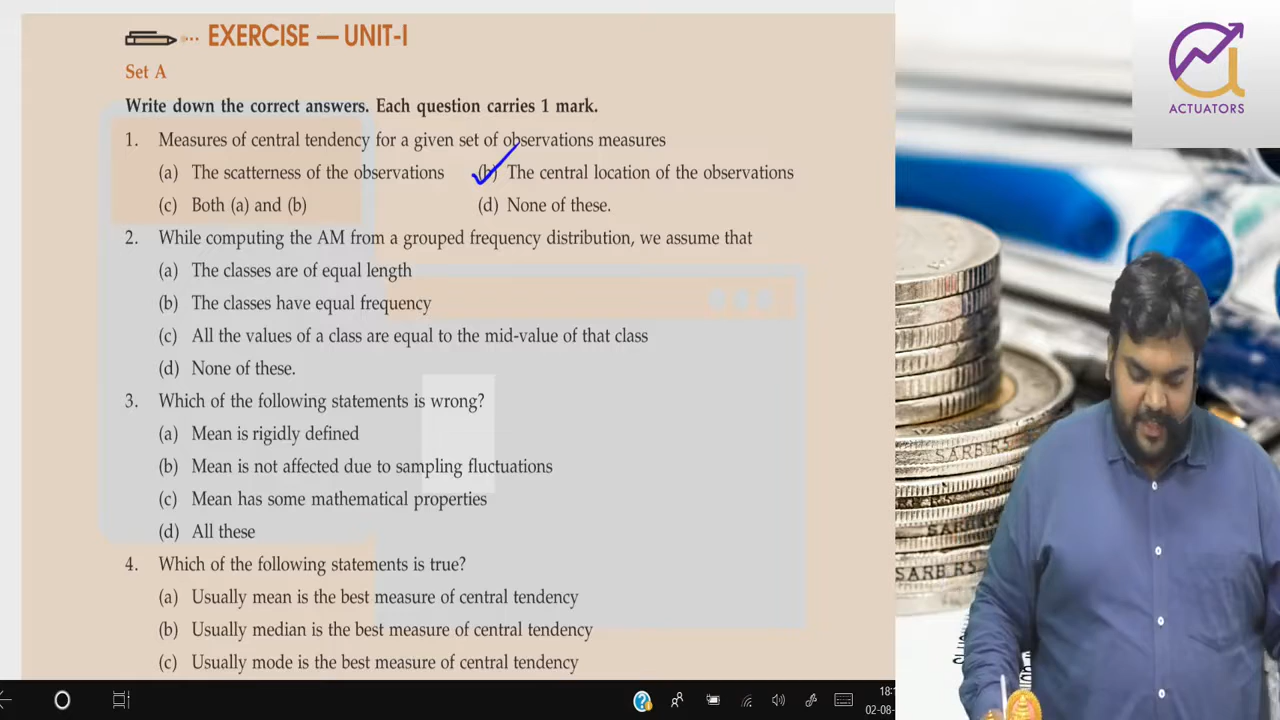 EXERCISE — UNIT-I
Set A
Write down the correct answers. Each question carries 1 mark.
1. Measures of central tendency for a given set of observations measures
(a) The scatterness of the observations (b) The central location of the observations
(c) Both (a) and (b) (d) None of these.
2. While computing the AM from a grouped frequency distribution, we assume that
(a) The classes are of equal length
(b) The classes have equal frequency
(c) All the values of a class are equal to the mid-value of that class
(d) None of these.
3. Which of the following statements is wrong?
(a) Mean is rigidly defined
(b) Mean is not affected due to sampling fluctuations
(c) Mean has some mathematical properties
(d) All these
4. Which of the following statements is true?
(a) Usually mean is the best measure of central tendency
(b) Usually median is the best measure of central tendency
(c) Usually mode is the best measure of central tendency
ACTUATORS
SARB RS
SARB
SARB RS
18:
02-08-